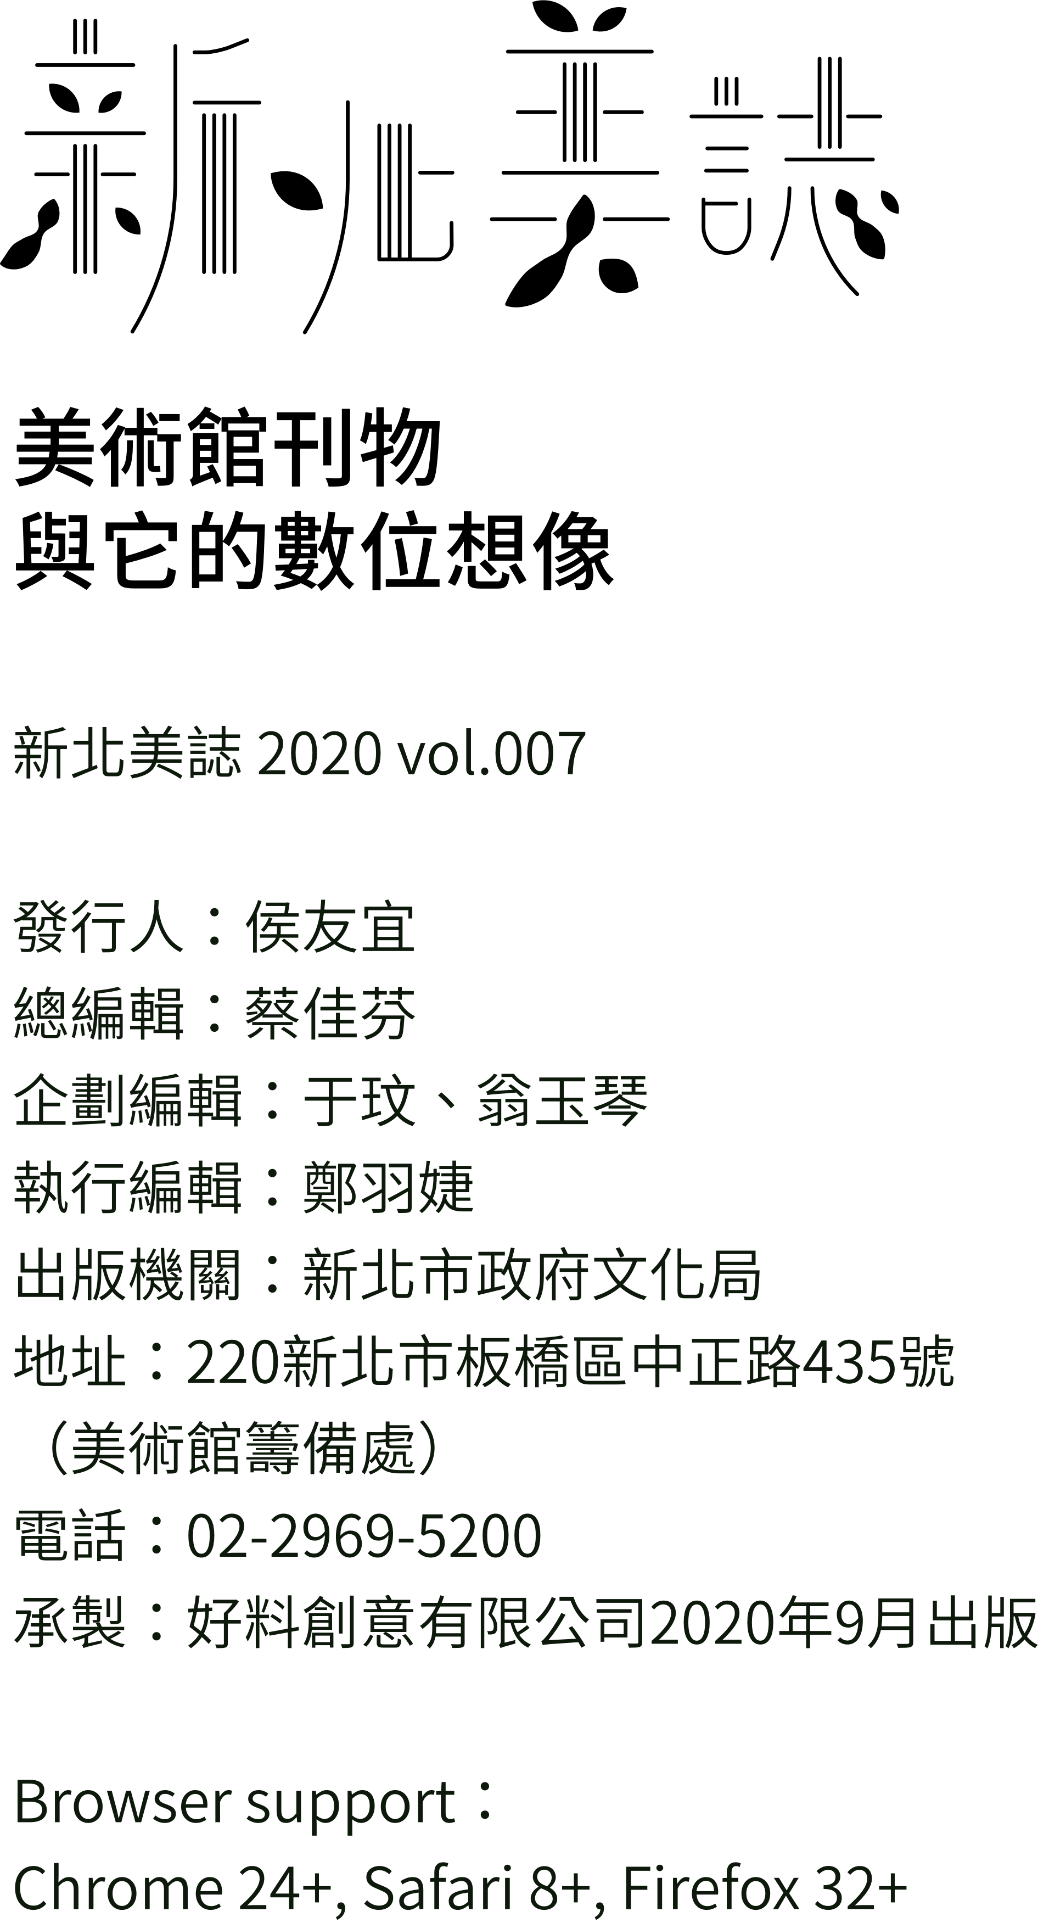 新北美誌
美術館刊物
與它的數位想像
新北美誌 2020 vol.007
發行人：侯友宜
總編輯：蔡佳芬
企劃編輯：于玟、翁玉琴
執行編輯：鄭羽婕
出版機關：新北市政府文化局
地址：220新北市板橋區中正路435號
（美術館籌備處）
電話：02-2969-5200
承製：好料創意有限公司2020年9月出版
Browser support：
Chrome 24+, Safari 8+, Firefox 32+